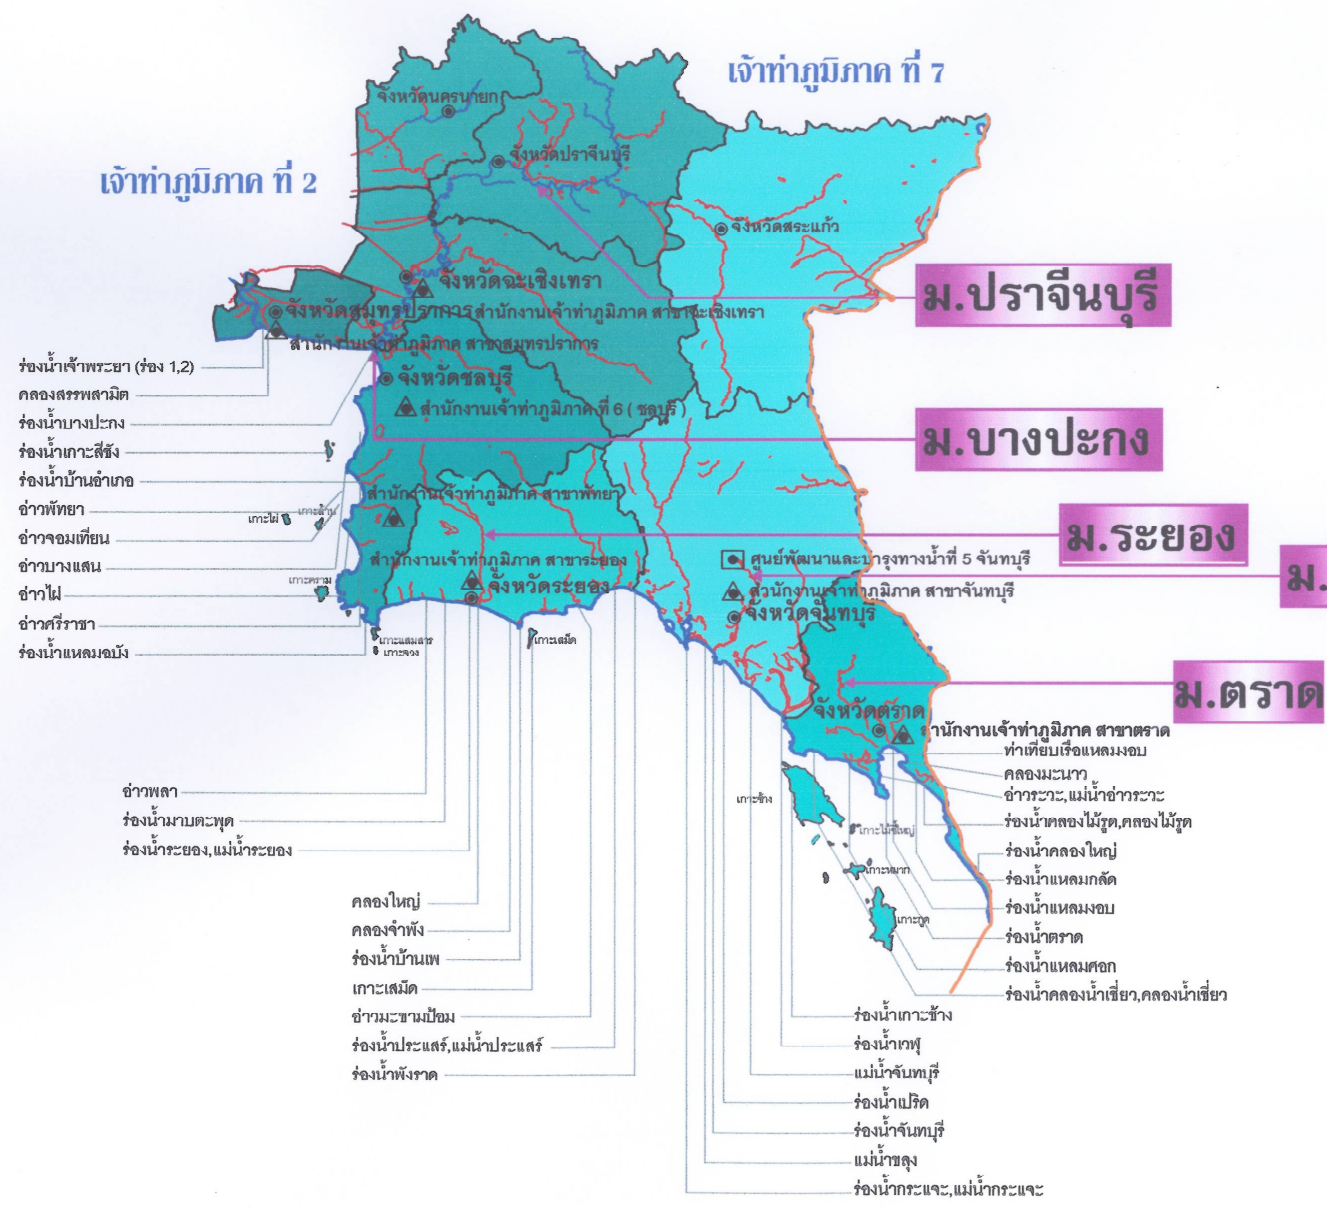 เจ้าท่าภูมิภาค ที่ 7
เจ้าท่าภูมิภาค ที่ 2
จังหวัดนครนายก
จังหวัดปราจีนบุรี
จังหวัดสระแก้ว
จังหวัดฉะเชิงเทรา
สำนักงานเจ้าท่าภูมิภาค สาขาฉะเชิงเทรา
จังหวัดสมุทรปราการ
สำนักงานเจ้าท่าภูมิภาค สาขาสมุทรปราการ
จังหวัดชลบุรี
สำนักงานเจ้าท่าภูมิภาค ที่ 6 ( ชลบุรี )
ม.ปราจีนบุรี
ม.บางปะกง
ม.ระยอง
ม.
ม.ตราด
ร่องน้ำเจ้าพระยา (ร่อง 1,2)
คลองสรรพสามิต
ร่องน้ำบางปะกง
ร่องน้ำเกาะสีชัง
ร่องน้ำบ้านอำเภอ
อ่าวพัทยา
อ่าวจอมเทียน
อ่าวบางแสน
อ่าวไผ่
อ่าวศรีราชา
ร่องน้ำแหลมฉบัง
เกาะไผ่
เกาะล้าน
เกาะคราม
เกาะแสมสาร
เกาะเสม็ด
สำนักงานเจ้าท่าภูมิภาค สาขาพัทยา
สำนักงานเจ้าท่าภูมิภาค สาขาระยอง
จังหวัดระยอง
ศูนย์พัฒนาและบำรุงทางน้ำที่ 5 จันทบุรี
สำนักงานเจ้าท่าภูมิภาค สาขาจันทบุรี
จังหวัดจันทบุรี
จังหวัดตราด
สำนักงานเจ้าท่าภูมิภาค สาขาตราด
ท่าเทียบเรือแหลมงอบ
คลองมะนาว
อ่าวระวะ,แม่น้ำอ่าวระวะ
ร่องน้ำคลองไม้รูด,คลองไม้รูด
ร่องน้ำคลองใหญ่
ร่องน้ำแหลมกลัด
ร่องน้ำแหลมงอบ
ร่องน้ำตราด
ร่องน้ำแหลมศอก
ร่องน้ำคลองน้ำเชี่ยว,คลองน้ำเชี่ยว
เกาะช้าง
เกาะไม้ซี้ใหญ่
เกาะหมาก
เกาะกูด
อ่าวพลา
ร่องน้ำมาบตะพุด
ร่องน้ำระยอง,แม่น้ำระยอง
คลองใหญ่
คลองจำพัง
ร่องน้ำบ้านเพ
เกาะเสม็ด
อ่าวมะขามป้อม
ร่องน้ำประแสร์,แม่น้ำประแสร์
ร่องน้ำพังราด
ร่องน้ำเกาะช้าง
ร่องน้ำเวฬุ
แม่น้ำจันทบุรี
ร่องน้ำเปริด
ร่องน้ำจันทบุรี
แม่น้ำขลุง
ร่องน้ำกระแจะ,แม่น้ำกระแจะ